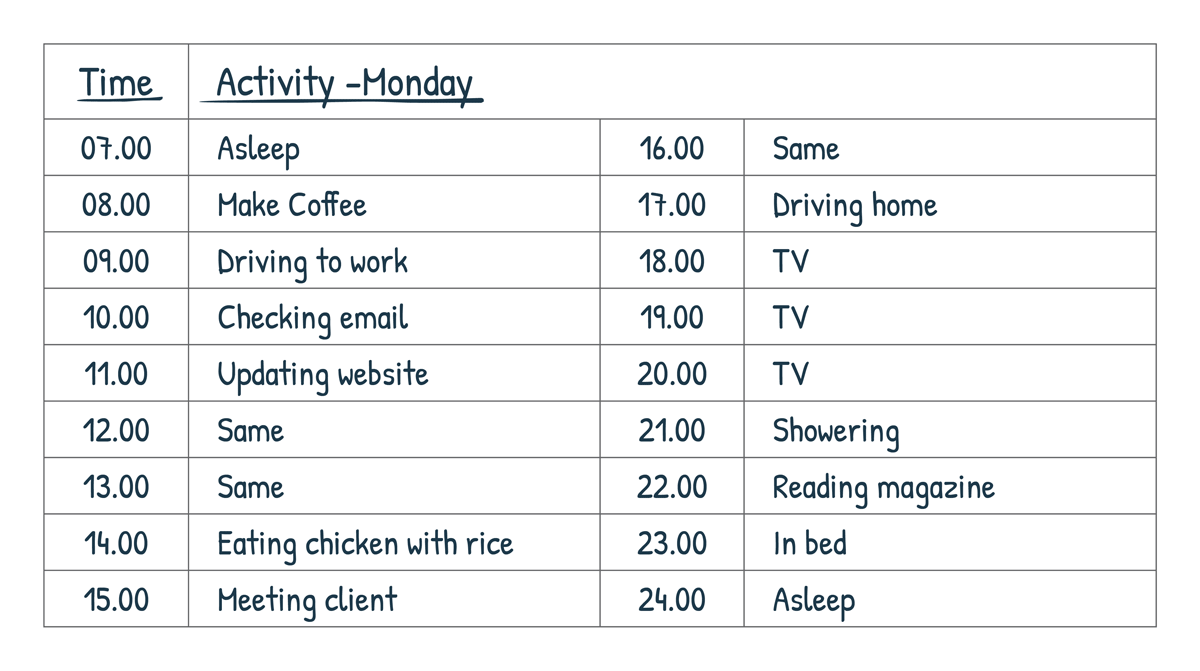 Time Activity -Monday
07.00 Asleep 16.00 Same
08.00 Make Coffee 17.00 Driving home
09.00 Driving to work 18.00 TV
10.00 Checking email 19.00 TV
11.00 Updating website 20.00 TV
12.00 Same 21.00 Showering
13.00 Same 22.00 Reading magazine
14.00 Eating chicken with rice 23.00 In bed
15.00 Meeting client 24.00 Asleep